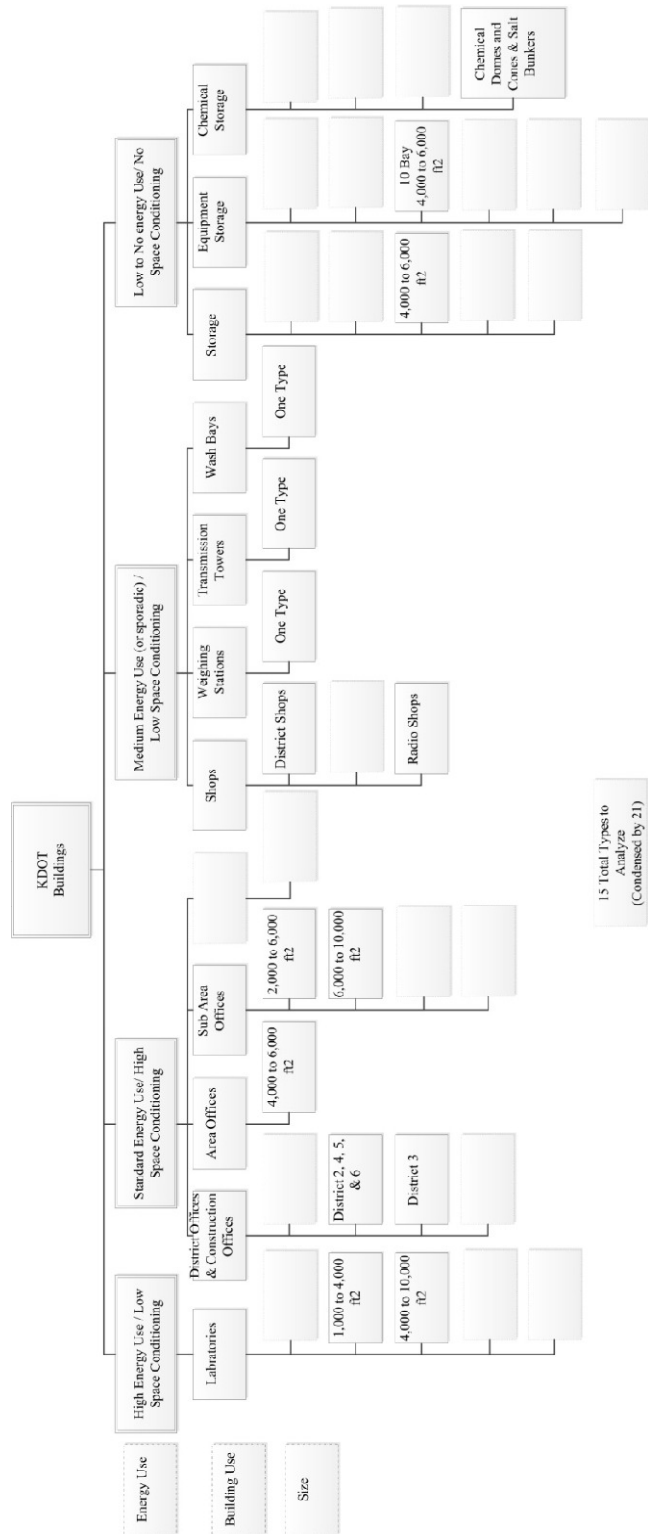 KDOT
Buildings
Energy Use
High Energy Use / Low
Space Conditioning
Standard Energy Use/ High
Space Conditioning
Medium Energy Use (or sporadic) /
Low Space Conditioning
Low to No energy Use/ No
Space Conditioning
Building Use
Labratories
District Offices
& Construction
Offices
Area Offices
Sub Area
Offices
Shops
Weighing
Stations
Transmission
Towers
Wash Bays
Storage
Equipment
Storage
Chemical
Storage
Size
4,000 to 6,000
ft2
2,000 to 6,000
ft2
District Shops
One Type
One Type
One Type
1,000 to 4,000
ft2
District 2, 4, 5,
& 6
6,000 to 10,000
ft2
4,000 to 10,000
ft2
District 3
Radio Shops
4,000 to 6,000
ft2
10 Bay
4,000 to 6,000
ft2
Chemical
Domes and
Cones & Salt
Bunkers
15 Total Types to
Analyze
(Condensed by 21)